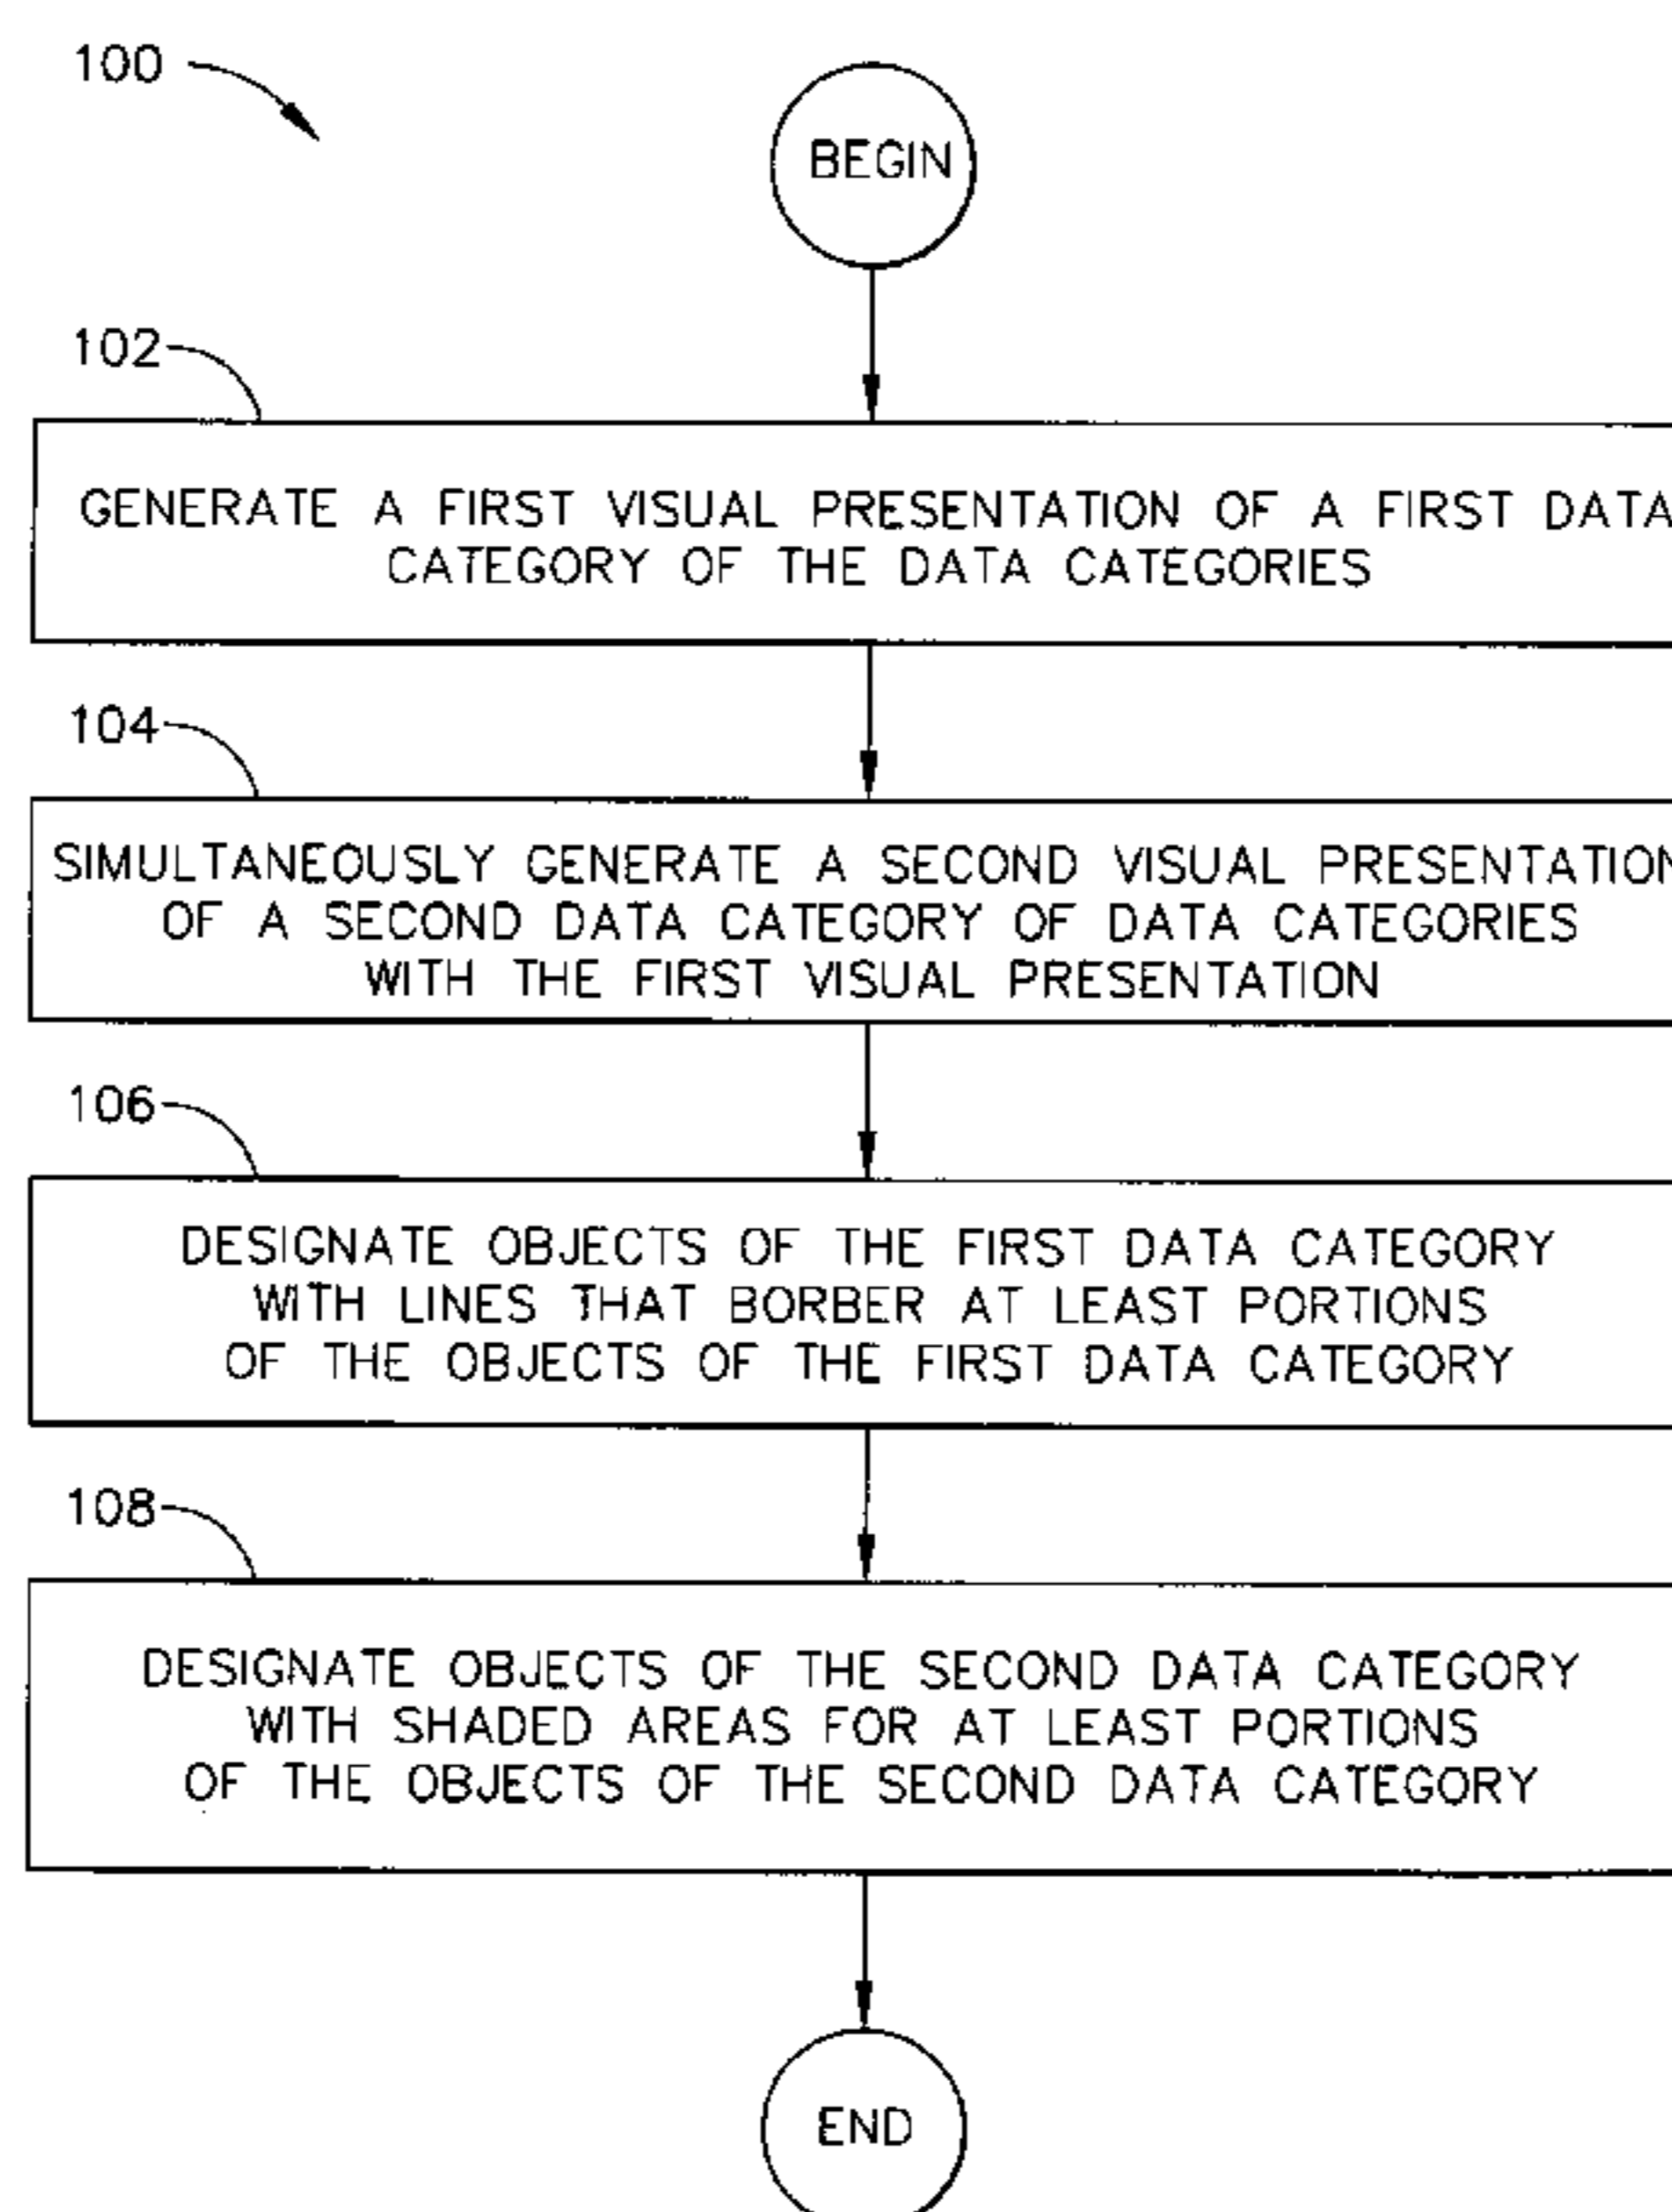 100
BEGIN
102
GENERATE A FIRST VISUAL PRESENTATION OF A FIRST DATA
CATEGORY OF THE DATA CATEGORIES
104
SIMULTANEOUSLY GENERATE A SECOND VISUAL PRESENTATION
OF A SECOND DATA CATEGORY OF DATA CATEGORIES
WITH THE FIRST VISUAL PRESENTATION
106
DESIGNATE OBJECTS OF THE FIRST DATA CATEGORY
WITH LINES THAT BORBER AT LEAST PORTIONS
OF THE OBJECTS OF THE FIRST DATA CATEGORY
108
DESIGNATE OBJECTS OF THE SECOND DATA CATEGORY
WITH SHADED AREAS FOR AT LEAST PORTIONS
OF THE OBJECTS OF THE SECOND DATA CATEGORY
END